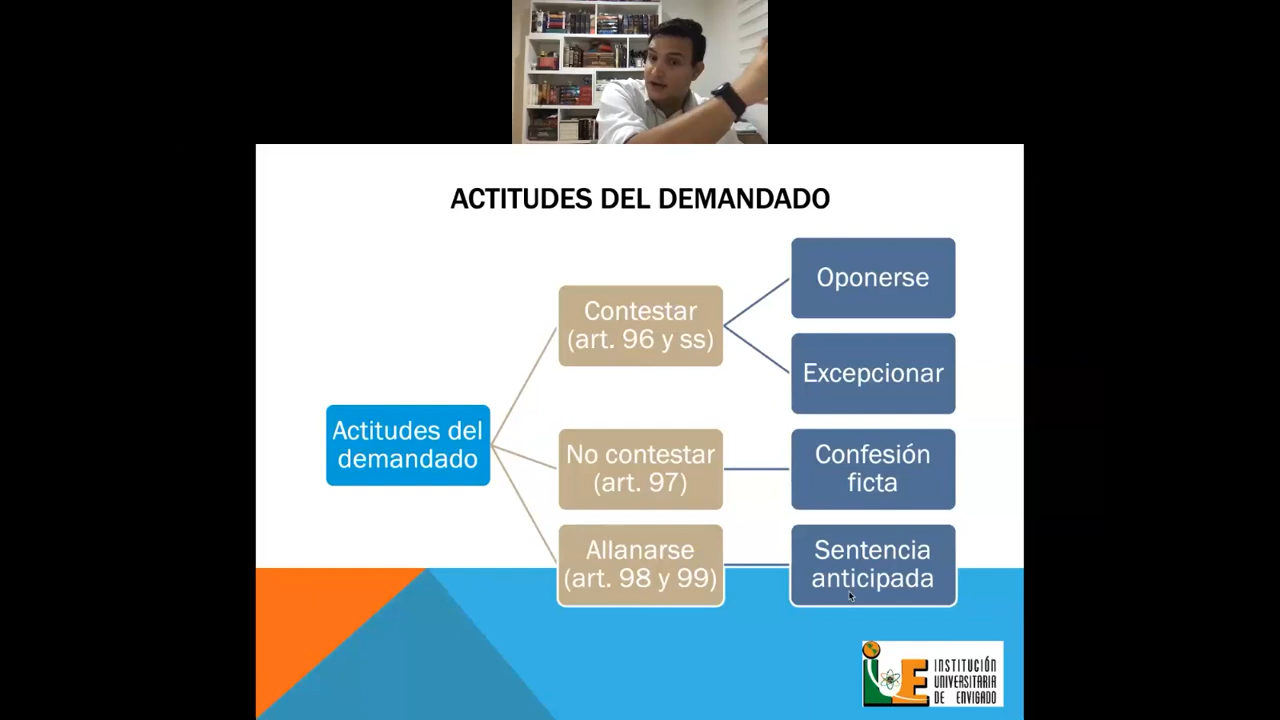 ACTITUDES DEL DEMANDADO
Actitudes del
demandado
Contestar
(art. 96 y ss)
Oponerse
Excepcionar
No contestar
(art. 97)
Confesión
ficta
Allanarse
(art. 98 y 99)
Sentencia
anticipada
iUE
INSTITUCIÓN
UNIVERSITARIA
DE ENVIGADO